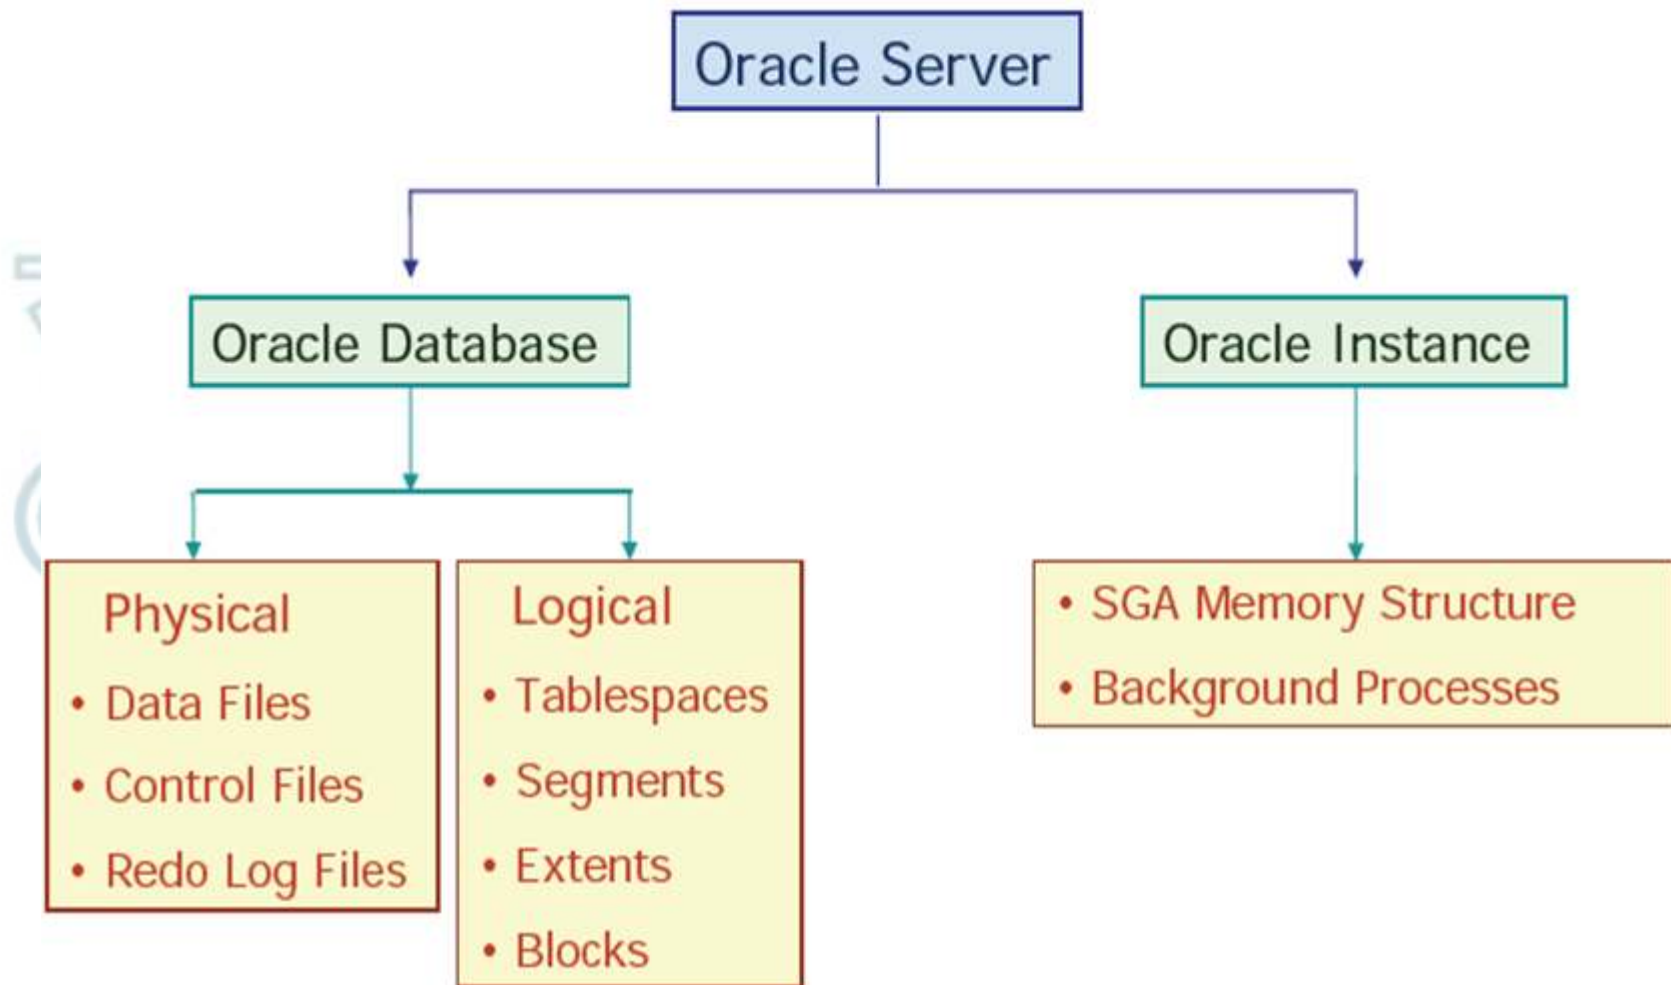 Oracle Server
Oracle Database
Oracle Instance
Physical
• Data Files
• Control Files
• Redo Log Files
Logical
• Tablespaces
• Segments
• Extents
• Blocks
• SGA Memory Structure
• Background Processes